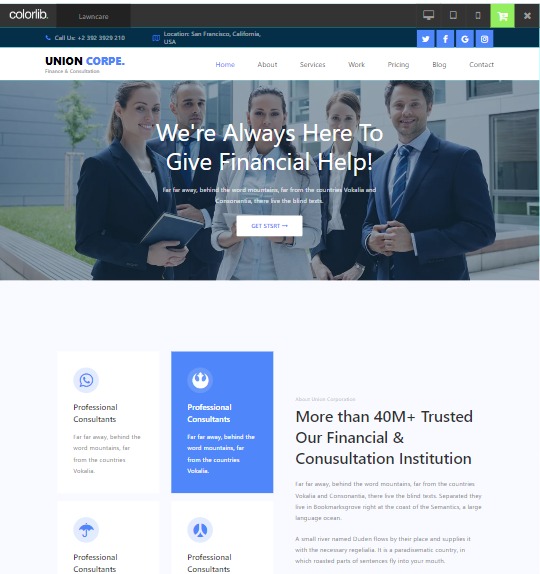 colorlib.
Lawncare
Call Us: +2 392 3929 210
Location: San Francisco, California,
USA
UNION CORPE.
Finance & Consultation
Home About Services Work Pricing Blog Contact
We're Always Here To
Give Financial Help!
Far far away, behind the word mountains, far from the countries Vokalia and
Consonantia, there live the blind texts.
GET STSRT
Professional
Consultants
Far far away, behind the
word mountains, far
from the countries
Vokalia.
Professional
Consultants
Far far away, behind the
word mountains, far
from the countries
Vokalia.
About Union Corporation
More than 40M+ Trusted
Our Financial &
Conusultation Institution
Far far away, behind the word mountains, far from the countries
Vokalia and Consonantia, there live the blind texts. Separated they
live in Bookmarksgrove right at the coast of the Semantics, a large
language ocean.
A small river named Duden flows by their place and supplies it
with the necessary regelialia. It is a paradisematic country, in
which roasted parts of sentences fly into your mouth.
Professional
Consultants
Professional
Consultants